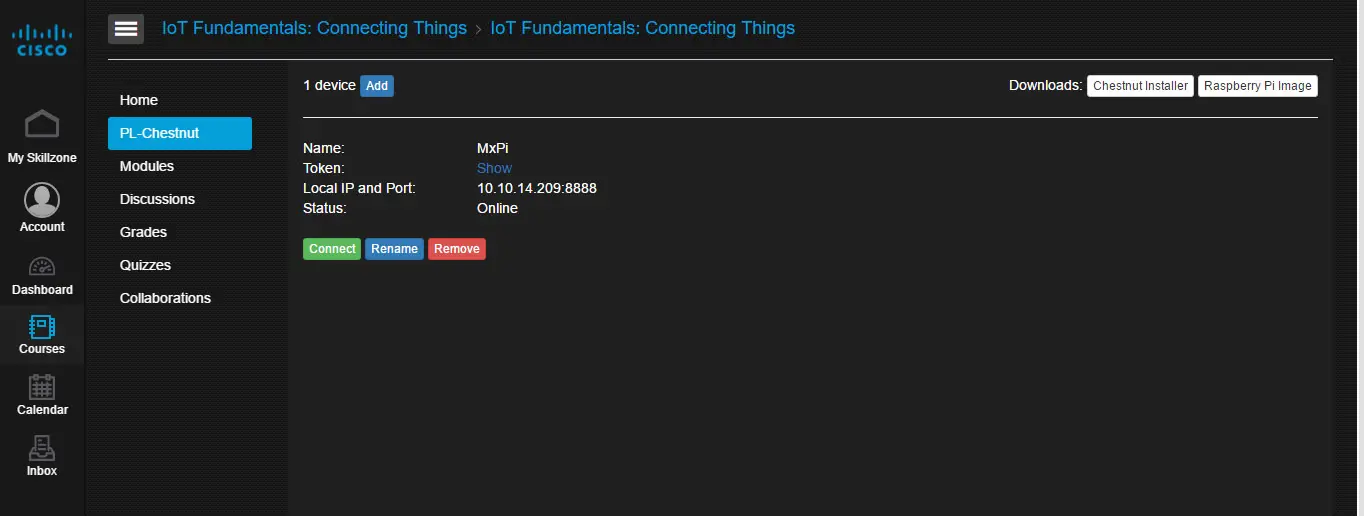 CISCO
IoT Fundamentals: Connecting Things > IoT Fundamentals: Connecting Things
My Skillzone
Account
Dashboard
Courses
Calendar
Inbox
Home
PL-Chestnut
Modules
Discussions
Grades
Quizzes
Collaborations
1 device Add
Downloads: Chestnut Installer Raspberry Pi Image
Name: MxPi
Token: Show
Local IP and Port: 10.10.14.209:8888
Status: Online
Connect Rename Remove